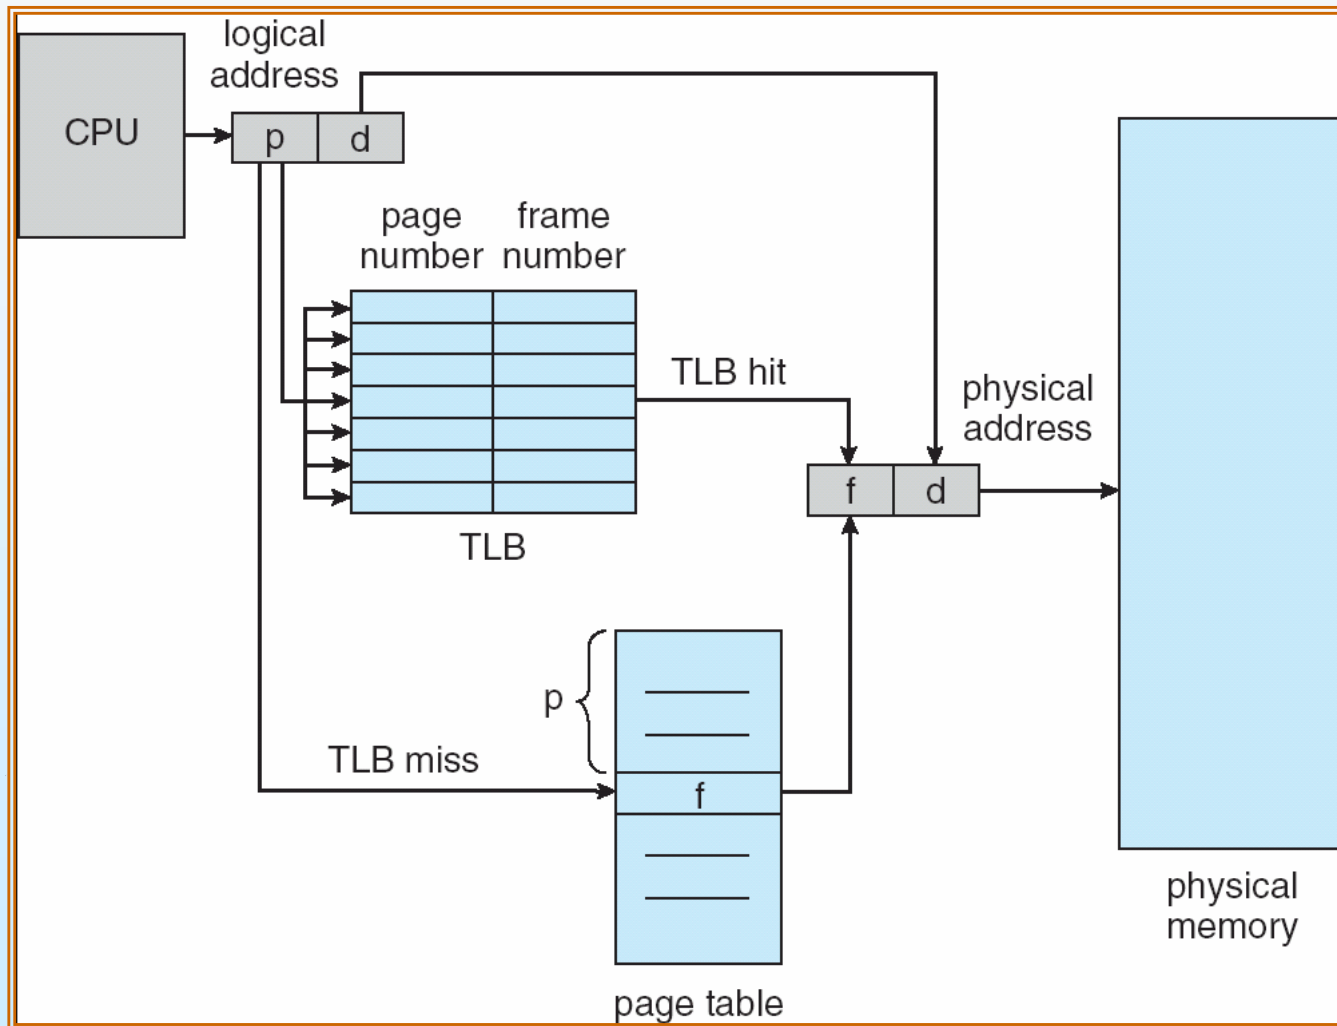 logical
address
CPU
p
d
page
number
frame
number
TLB hit
physical
address
f
d
TLB
p
TLB miss
f
physical
memory
page table